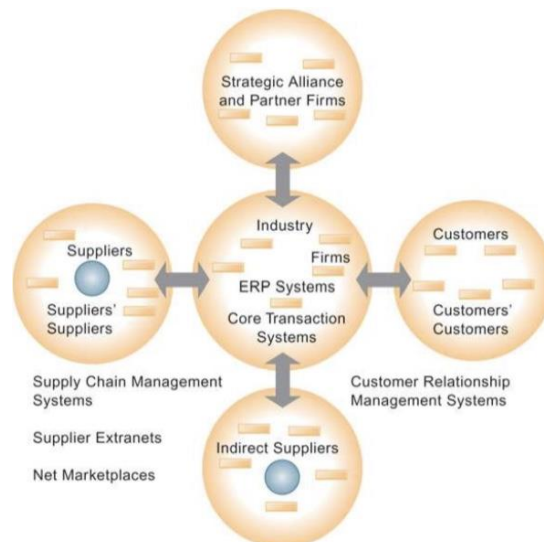 Strategic Alliance
and Partner Firms
Industry
Firms
ERP Systems
Core Transaction
Systems
Suppliers
Suppliers'
Suppliers
Customers
Customers'
Customers
Supply Chain Management
Systems
Supplier Extranets
Net Marketplaces
Customer Relationship
Management Systems
Indirect Suppliers